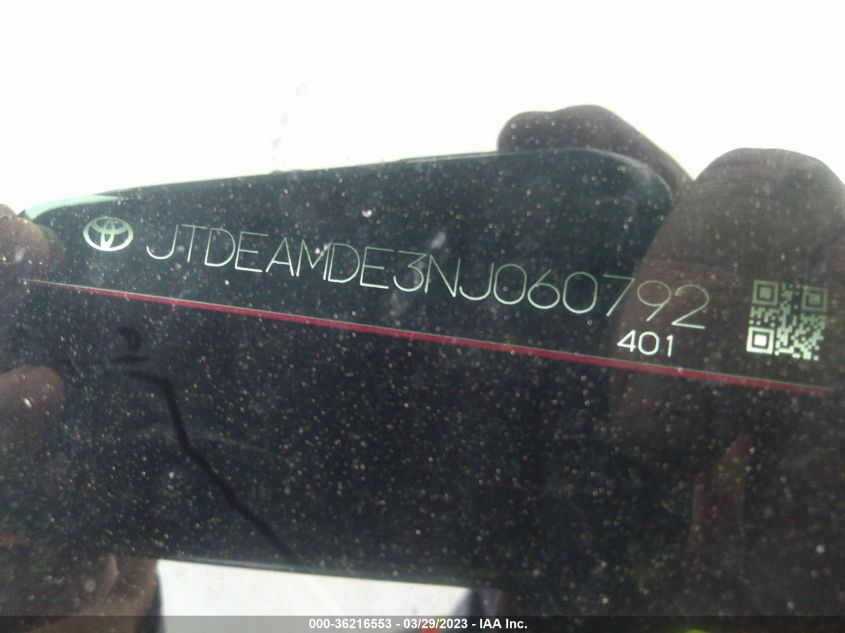 JTDEAMDE3NJ060792
401
000-36216553 - 03/29/2023 - IAA Inc.